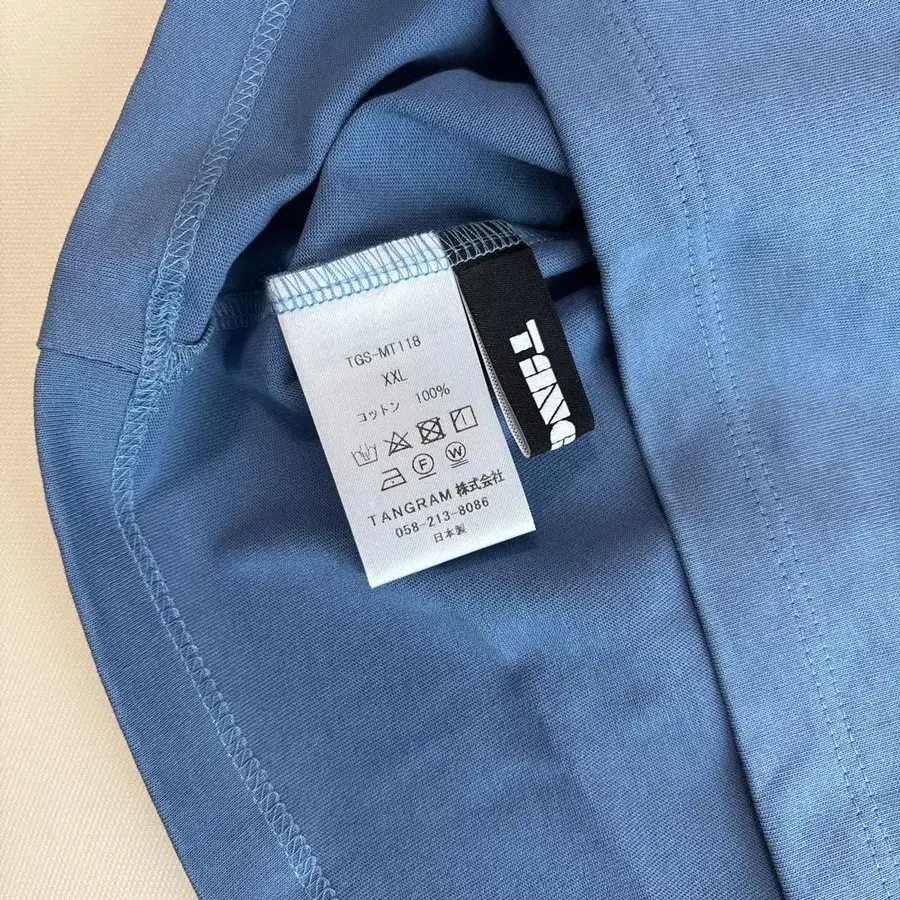 TGS-MT118
XXL
コットン 100%
F
W
TANGRAM 株式会社
058-213-8086
日本製
THING